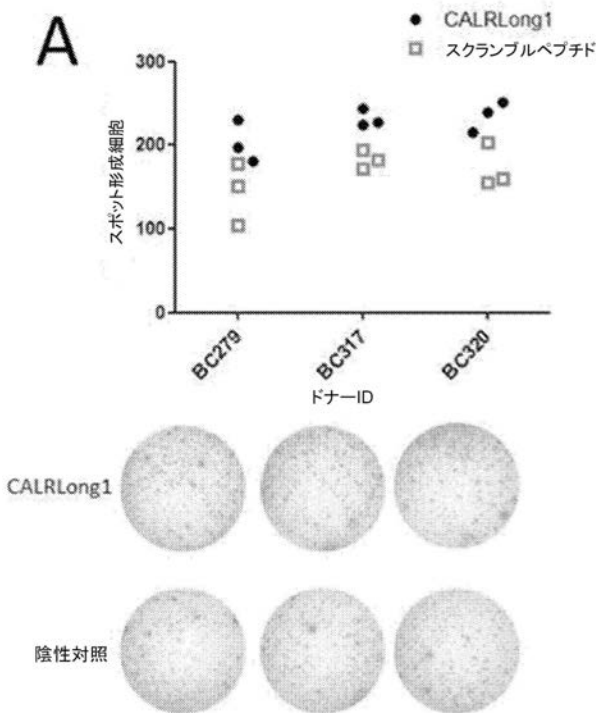 A
CALRLong1
スクランブルペプチド
300
200
100
0
スポット形成細胞
BC279
BC317
BC320
ドナーID
CALRLong1
陰性対照